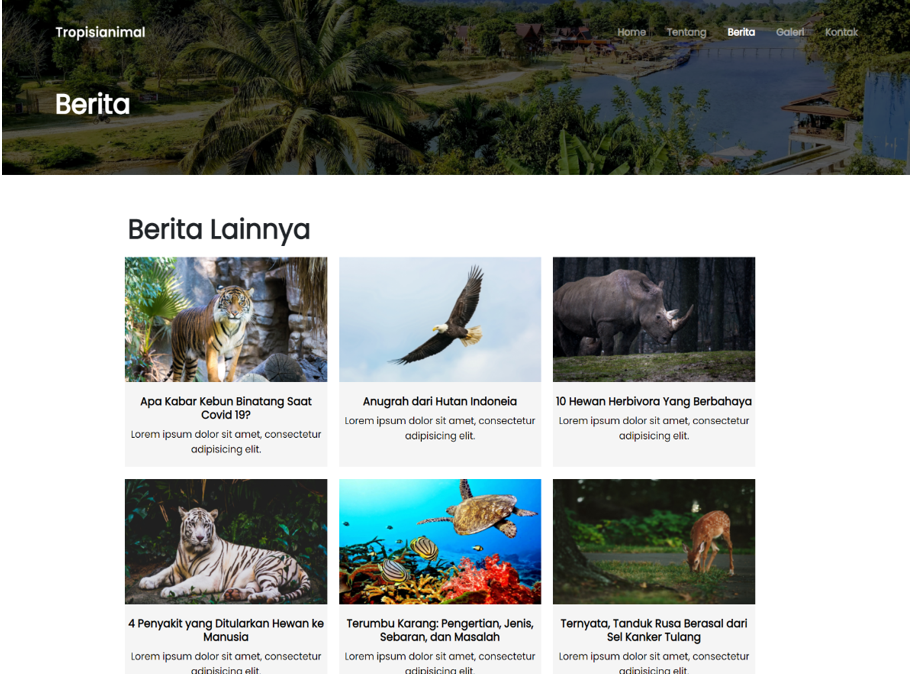 Tropisianimal
Home Tentang Berita Galeri Kontak
Berita
Berita Lainnya
Apa Kabar Kebun Binatang Saat
Covid 19?
Lorem ipsum dolor sit amet, consectetur
adipisicing elit.
Anugrah dari Hutan Indoneia
Lorem ipsum dolor sit amet, consectetur
adipisicing elit.
10 Hewan Herbivora Yang Berbahaya
Lorem ipsum dolor sit amet, consectetur
adipisicing elit.
4 Penyakit yang Ditularkan Hewan ke
Manusia
Lorem ipsum dolor sit amet, consectetur
adipisicing elit.
Terumbu Karang: Pengertian, Jenis,
Sebaran, dan Masalah
Lorem ipsum dolor sit amet, consectetur
adipisicing elit.
Ternyata, Tanduk Rusa Berasal dari
Sel Kanker Tulang
Lorem ipsum dolor sit amet, consectetur
adipisicing elit.